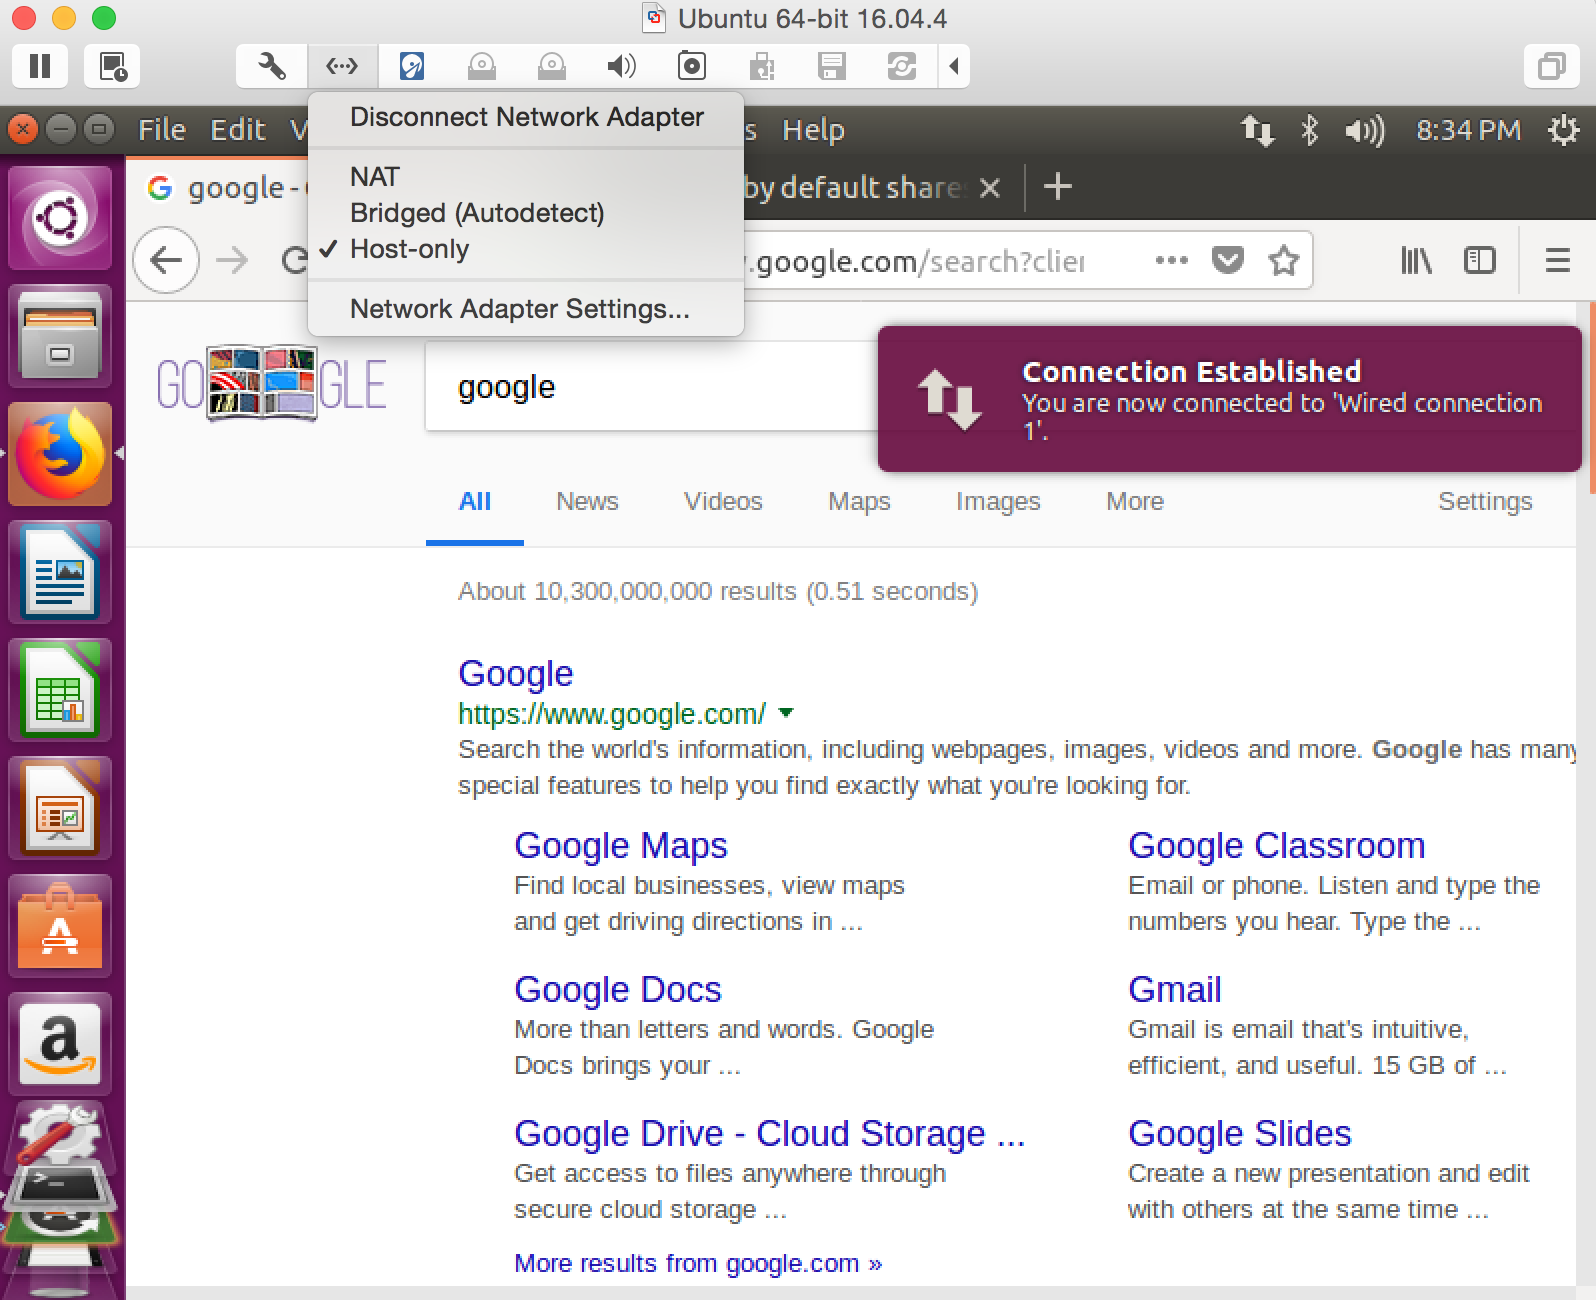 Ubuntu 64-bit 16.04.4
Disconnect Network Adapter
NAT
Bridged (Autodetect)
✓ Host-only
Network Adapter Settings...
File Edit V s Help
8:34 PM
google -
by default share
.google.com/search?clien
GO GLE
google
Connection Established
You are now connected to 'Wired connection
1'.
All News Videos Maps Images More Settings
About 10,300,000,000 results (0.51 seconds)
Google
https://www.google.com/
Search the world's information, including webpages, images, videos and more. Google has many
special features to help you find exactly what you're looking for.
Google Maps
Find local businesses, view maps
and get driving directions in ...
Google Classroom
Email or phone. Listen and type the
numbers you hear. Type the ...
Google Docs
More than letters and words. Google
Docs brings your ...
Gmail
Gmail is email that's intuitive,
efficient, and useful. 15 GB of ...
Google Drive - Cloud Storage ...
Get access to files anywhere through
secure cloud storage ...
Google Slides
Create a new presentation and edit
with others at the same time ...
More results from google.com »